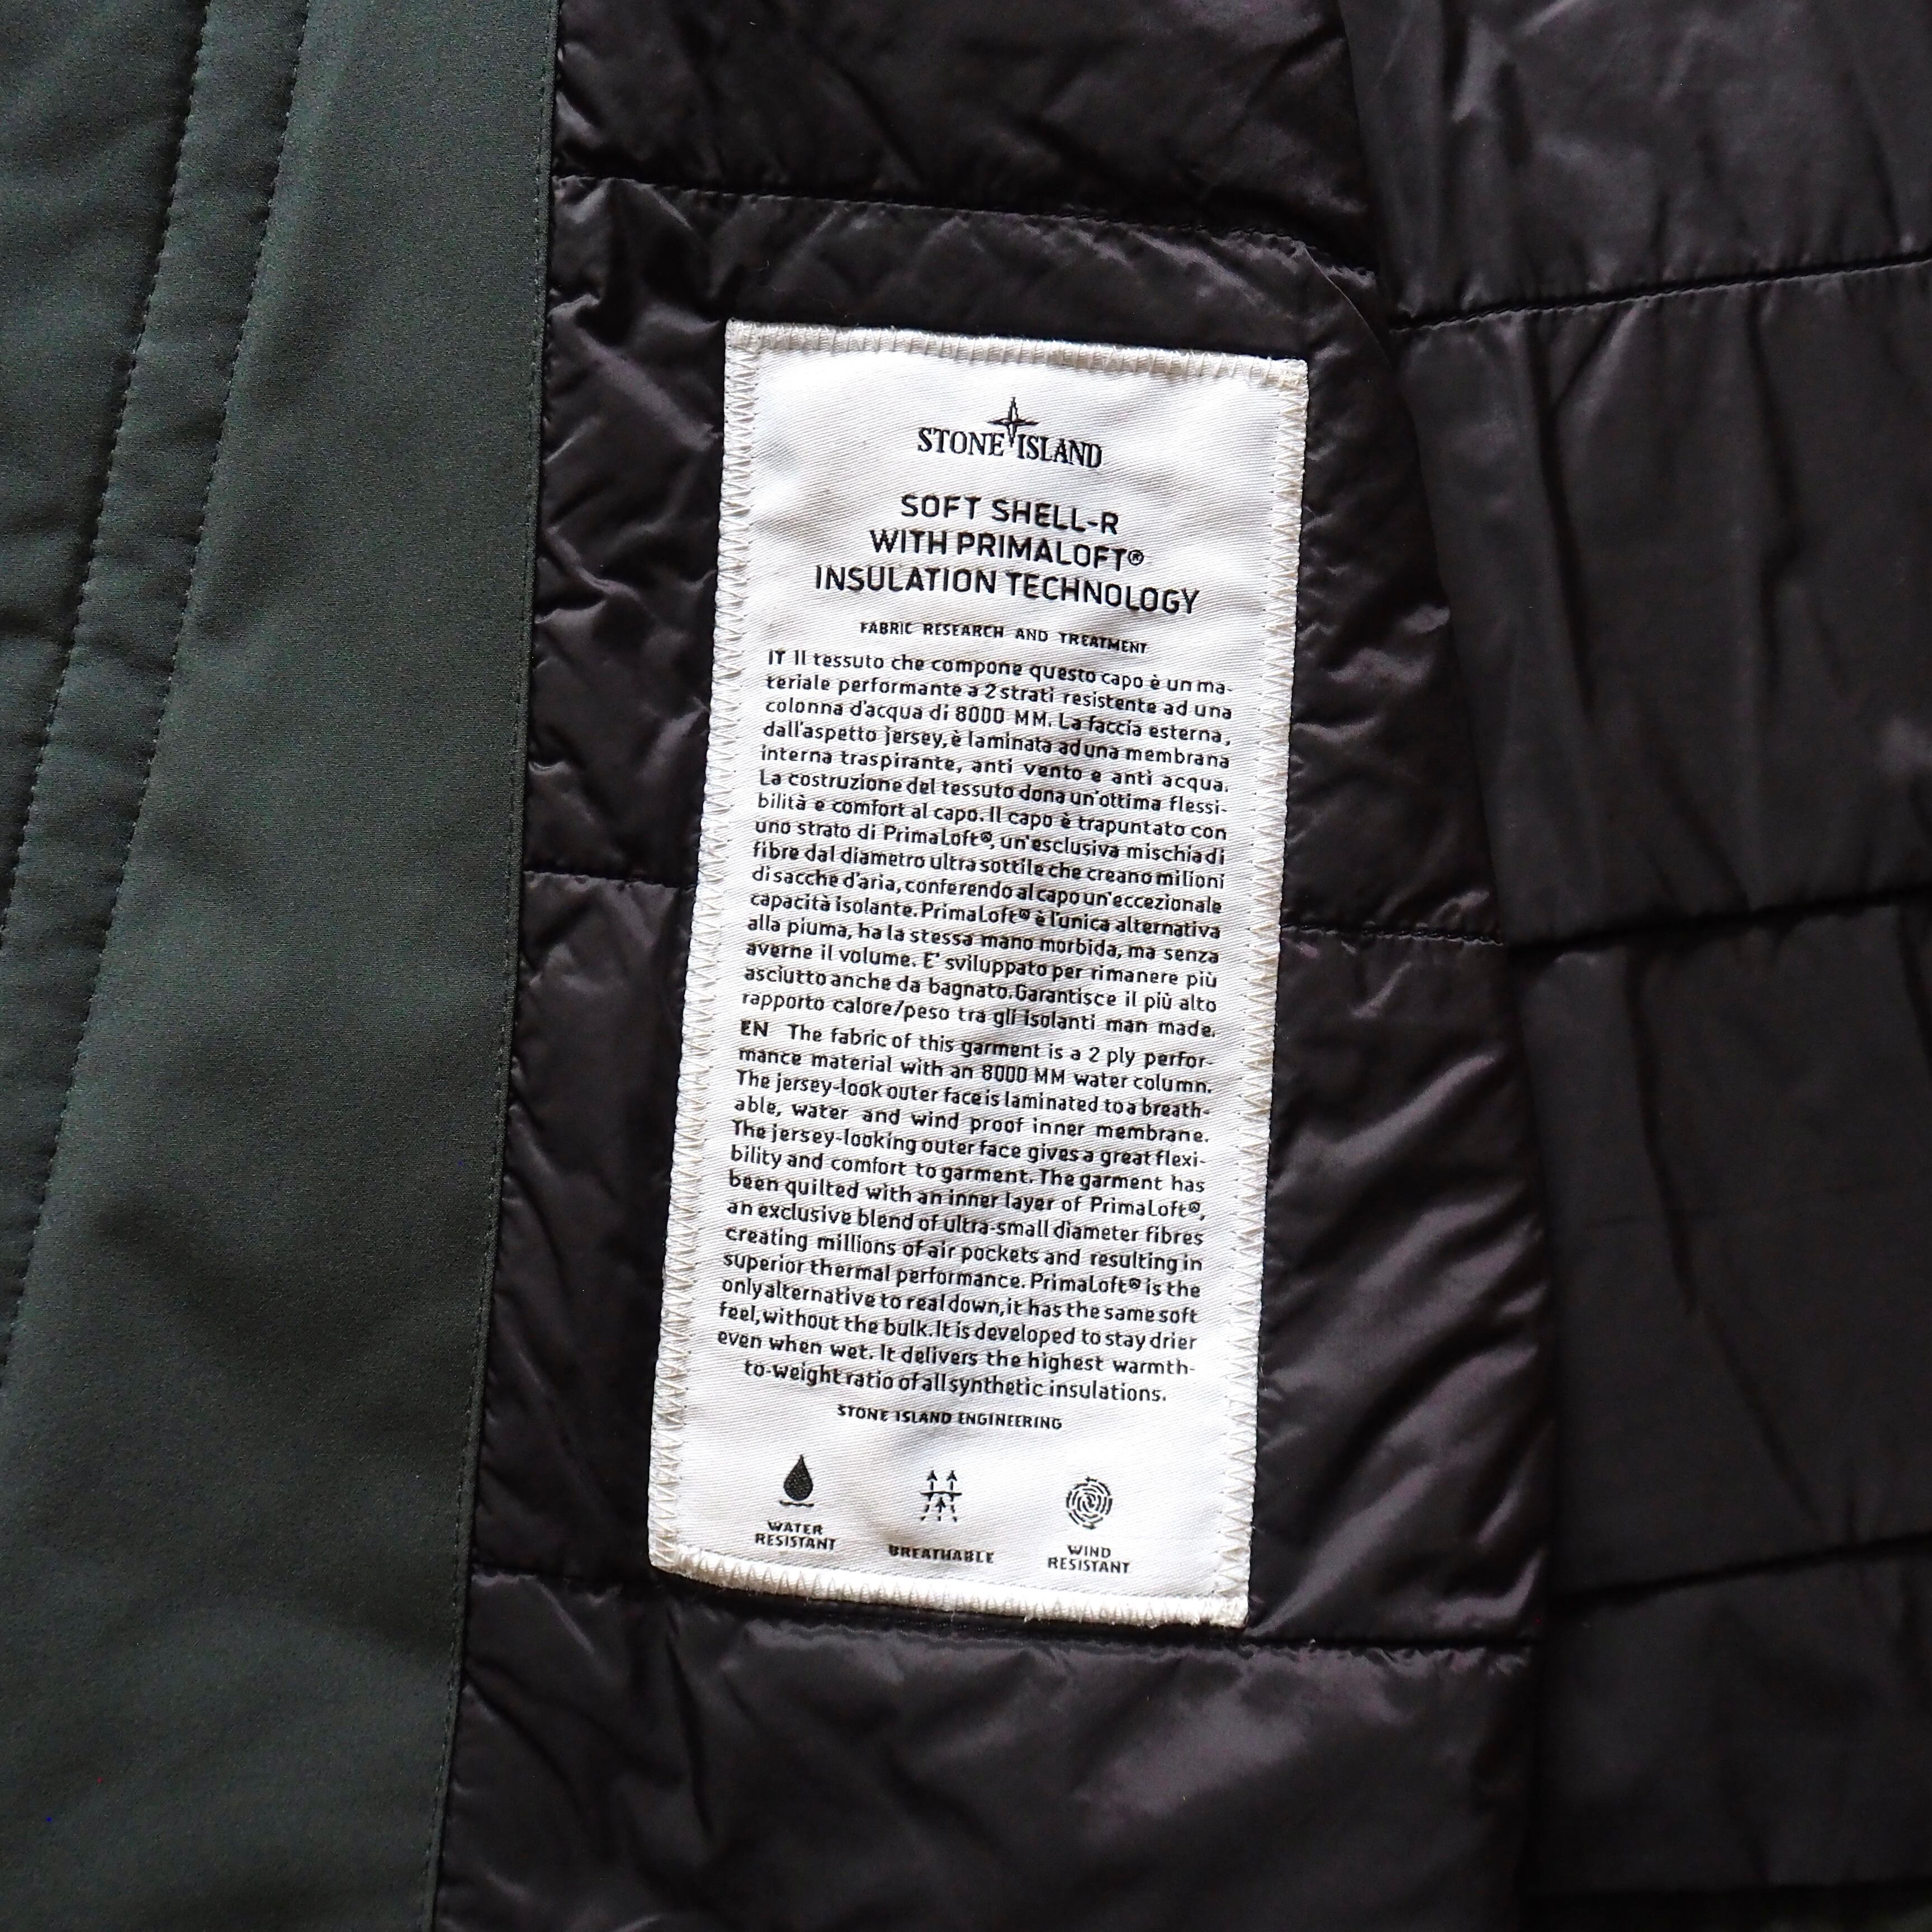 STONE ISLAND
SOFT SHELL-R
WITH PRIMALOFT®
INSULATION TECHNOLOGY
FABRIC RESEARCH AND TREATMENT
IT Il tessuto che compone questo capo è un ma-
teriale performante a 2 strati resistente ad una
colonna d'acqua di 8000 MM. La faccia esterna,
dall'aspetto jersey, è laminata ad una membrana
interna traspirante, anti vento e anti acqua.
La costruzione del tessuto dona un'ottima flessi-
bilità e comfort al capo. Il capo è trapuntato con
uno strato di PrimaLoft®, un'esclusiva mischia di
fibre dal diametro ultra sottile che creano milioni
di sacche d'aria, conferendo al capo un'eccezionale
capacità isolante. PrimaLoft® è l'unica alternativa
alla piuma, ha la stessa mano morbida, ma senza
averne il volume. E' sviluppato per rimanere più
asciutto anche da bagnato. Garantisce il più alto
rapporto calore/peso tra gli isolanti man made.
EN The fabric of this garment is a 2 ply perfor-
mance material with an 8000 MM water column.
The jersey-look outer face is laminated to a breath-
able, water and wind proof inner membrane.
The jersey-looking outer face gives a great flexi-
bility and comfort to garment. The garment has
been quilted with an inner layer of PrimaLoft®,
an exclusive blend of ultra-small diameter fibres
creating millions of air pockets and resulting in
superior thermal performance. PrimaLoft® is the
only alternative to real down, it has the same soft
feel, without the bulk. It is developed to stay drier
even when wet. It delivers the highest warmth-
to-weight ratio of all synthetic insulations.
STONE ISLAND ENGINEERING
WATER
RESISTANT
BREATHABLE
WIND
RESISTANT